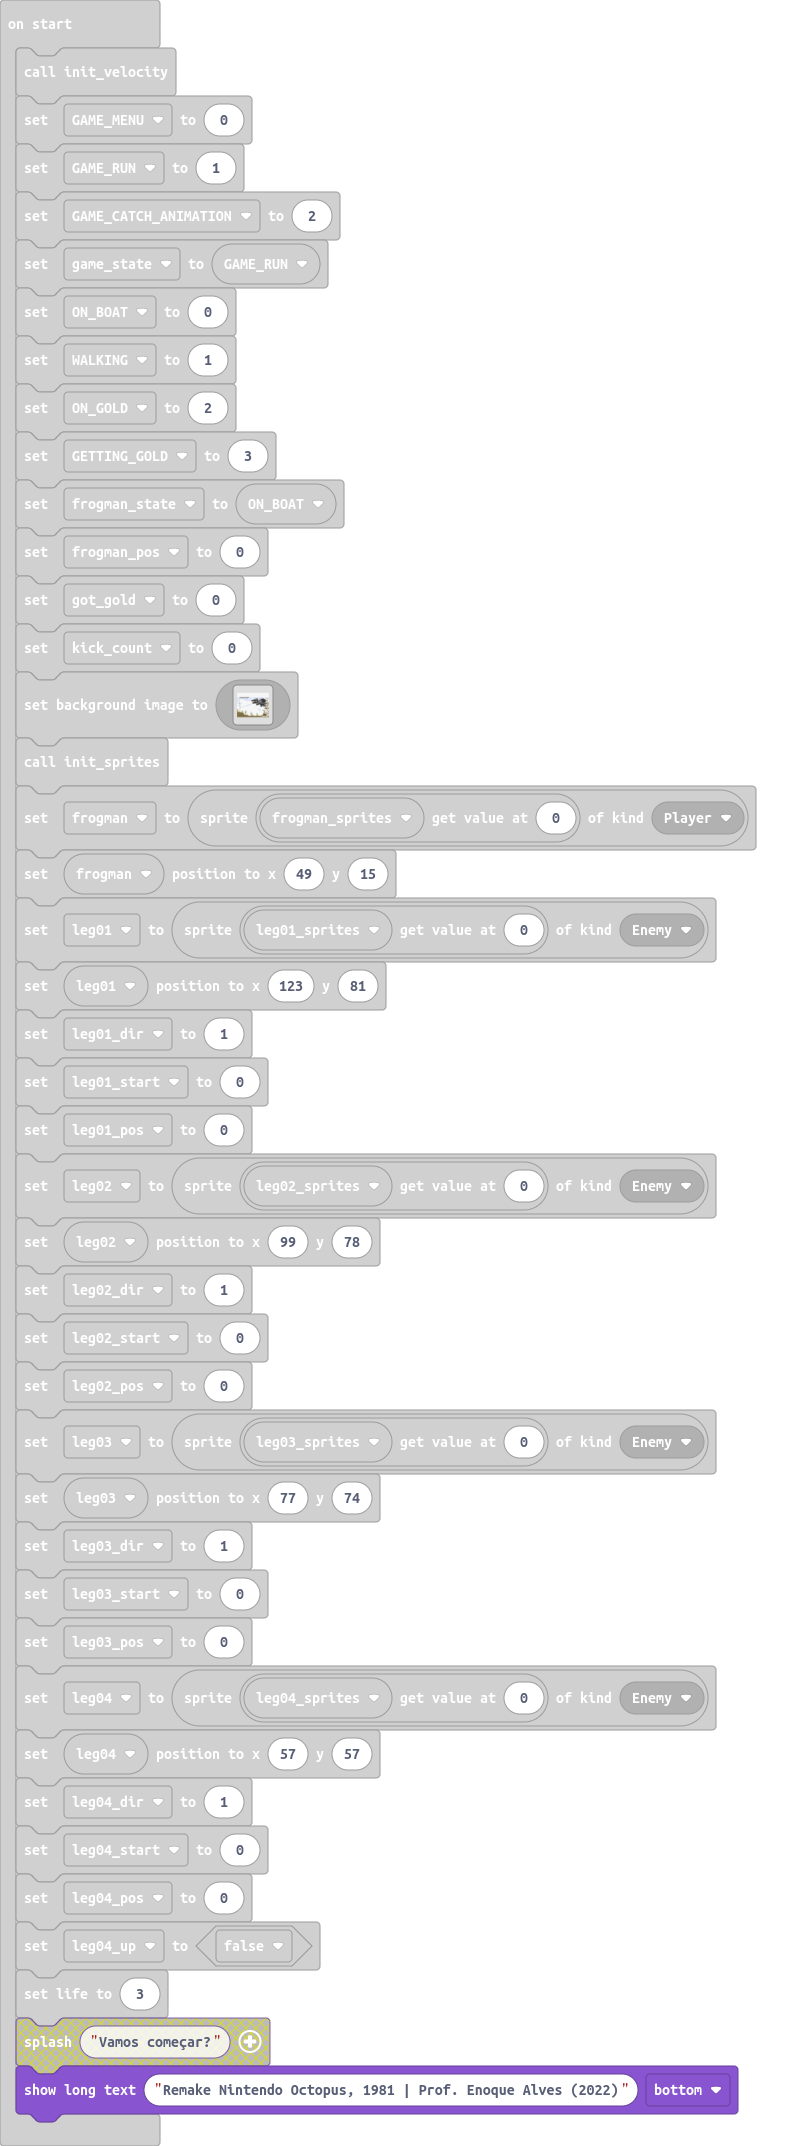 on start
call init_velocity
set GAME_MENU to 0
set GAME_RUN to 1
set GAME_CATCH_ANIMATION to 2
set game_state to GAME_RUN
set ON_BOAT to 0
set WALKING to 1
set ON_GOLD to 2
set GETTING_GOLD to 3
set frogman_state to ON_BOAT
set frogman_pos to 0
set got_gold to 0
set kick_count to 0
set background image to
call init_sprites
set frogman to sprite frogman_sprites get value at 0 of kind Player
set frogman position to x 49 y 15
set leg01 to sprite leg01_sprites get value at 0 of kind Enemy
set leg01 position to x 123 y 81
set leg01_dir to 1
set leg01_start to 0
set leg01_pos to 0
set leg02 to sprite leg02_sprites get value at 0 of kind Enemy
set leg02 position to x 99 y 78
set leg02_dir to 1
set leg02_start to 0
set leg02_pos to 0
set leg03 to sprite leg03_sprites get value at 0 of kind Enemy
set leg03 position to x 77 y 74
set leg03_dir to 1
set leg03_start to 0
set leg03_pos to 0
set leg04 to sprite leg04_sprites get value at 0 of kind Enemy
set leg04 position to x 57 y 57
set leg04_dir to 1
set leg04_start to 0
set leg04_pos to 0
set leg04_up to false
set life to 3
splash "Vamos começar?"
show long text "Remake Nintendo Octopus, 1981 | Prof. Enoque Alves (2022)" bottom